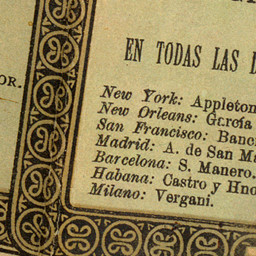 OR.
EN TODAS LAS
New York: Appleton
New Orleans: García
San Francisco: Banc
Madrid: A. de San Ma
Barcelona: S. Manero.
Habana: Castro y Hno
Milano: Vergani.